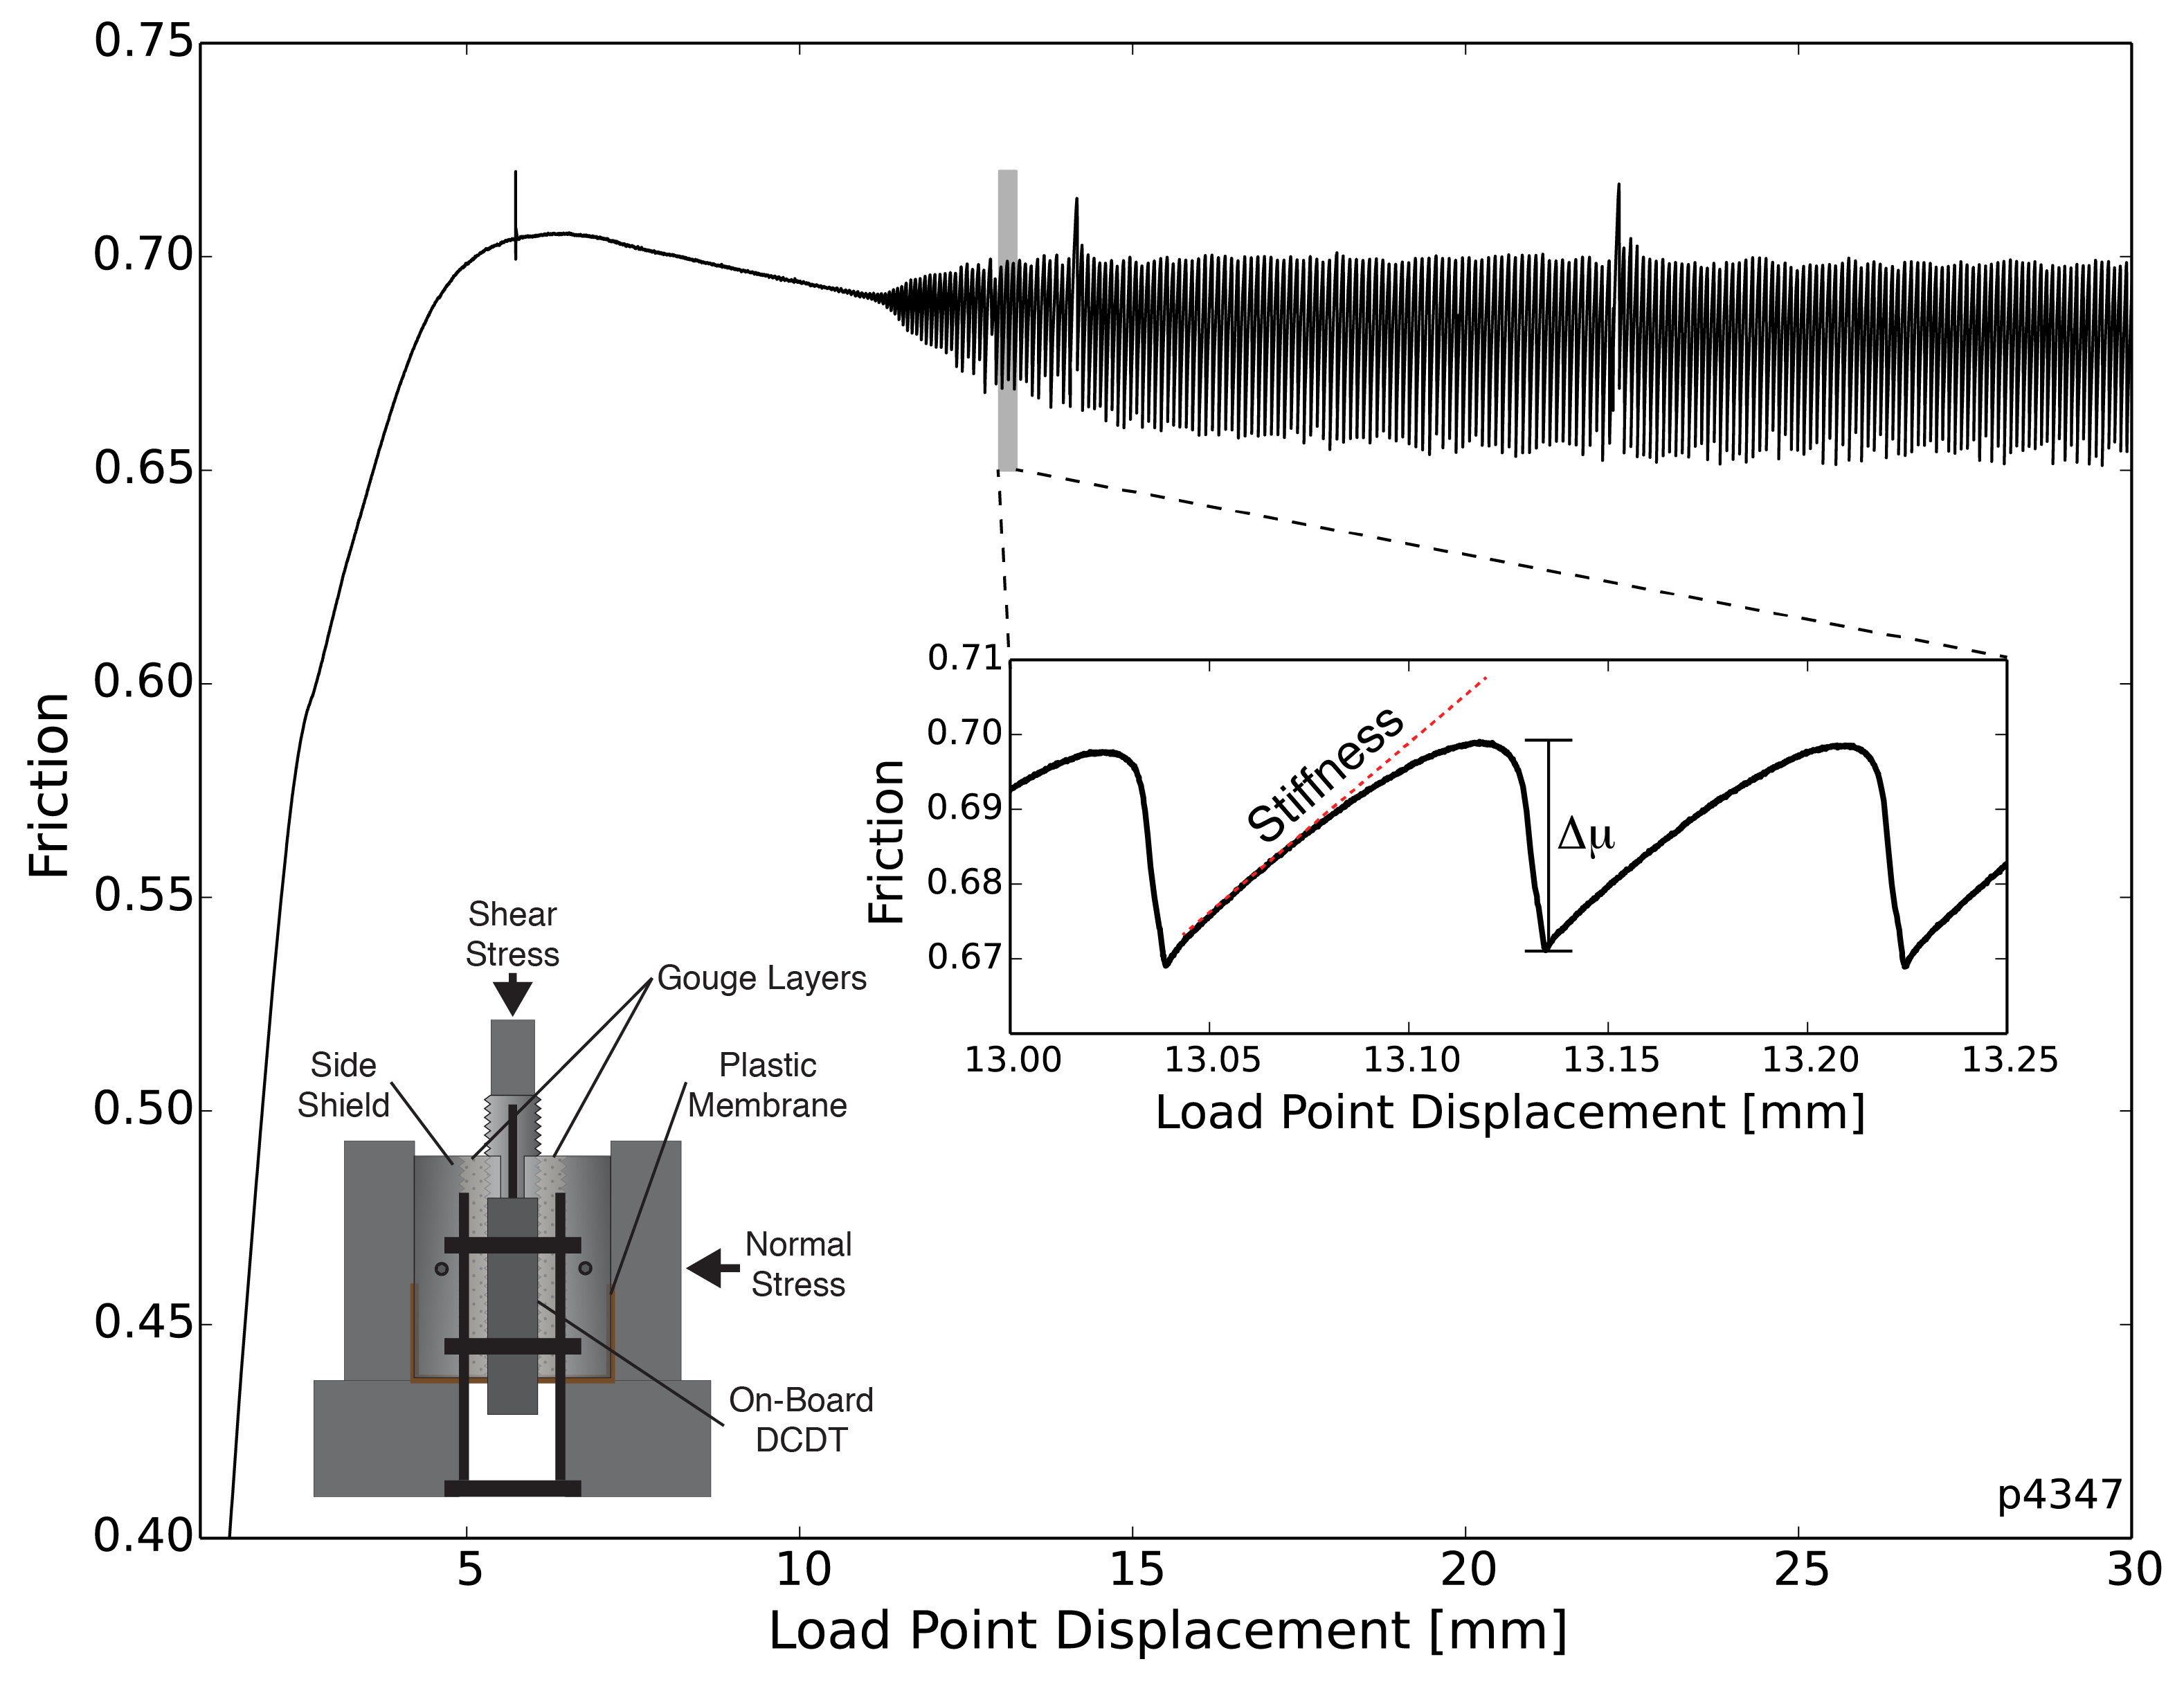 0.75
0.70
0.65
0.60
0.55
0.50
0.45
0.40
Friction
5
10
15
20
25
30
Load Point Displacement [mm]
p4347
Shear
Stress
Gouge Layers
Side
Shield
Plastic
Membrane
Normal
Stress
On-Board
DCDT
0.71
0.70
0.69
0.68
0.67
Friction
Stiffness
Δμ
13.00
13.05
13.10
13.15
13.20
13.25
Load Point Displacement [mm]